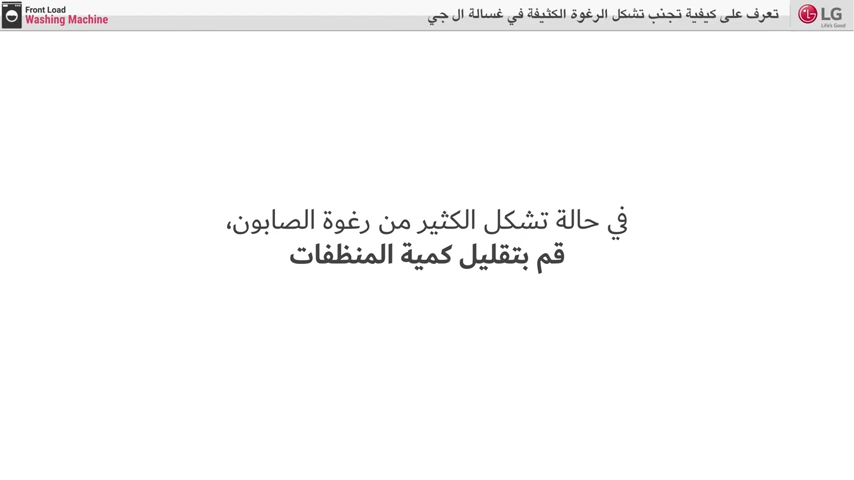 Front Load
Washing Machine
تعرف على كيفية تجنب تشكل الرغوة الكثيفة في غسالة ال جي
LG
Life's Good
في حالة تشكل الكثير من رغوة الصابون،
قم بتقليل كمية المنظفات